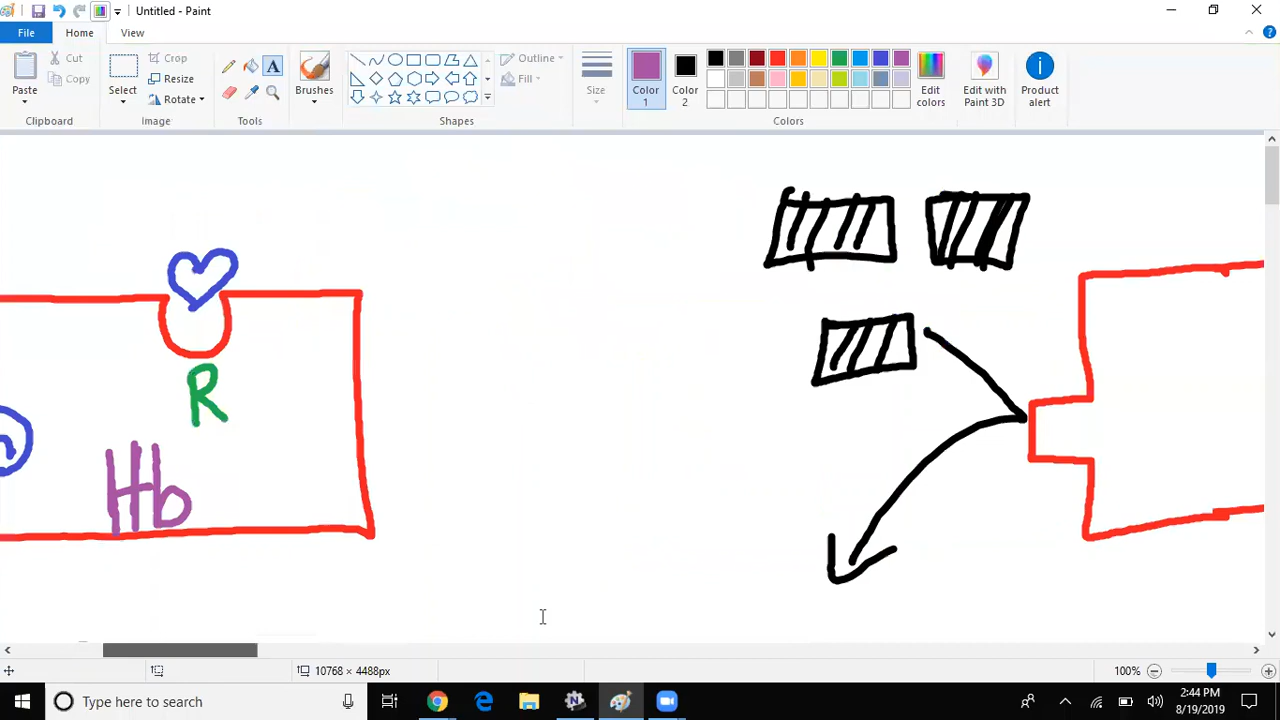 Untitled - Paint
File
Home
View
Paste
Cut
Copy
Clipboard
Select
Crop
Resize
Rotate
Image
A
Tools
Brushes
Shapes
Outline
Fill
Size
Color 1
Color 2
Colors
Edit colors
Edit with Paint 3D
Product alert
R
Hb
10768 × 4488px
100%
Type here to search
2:44 PM
8/19/2019